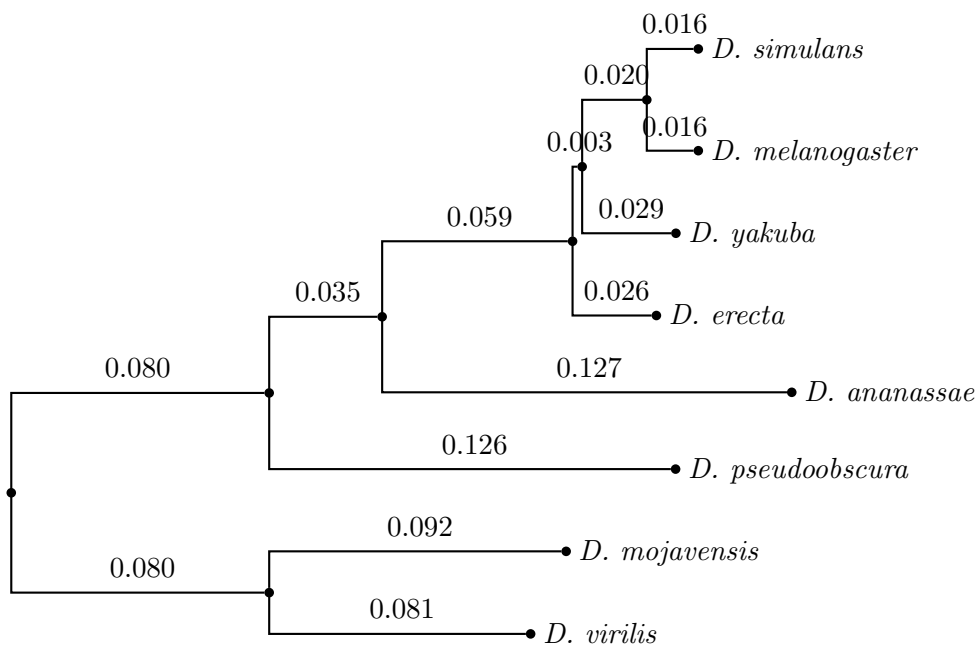 0.016
D. simulans
0.020
0.016
D. melanogaster
0.003
0.029
D. yakuba
0.059
0.026
D. erecta
0.035
0.127
D. ananassae
0.080
0.126
D. pseudoobscura
0.092
D. mojavensis
0.080
0.081
D. virilis